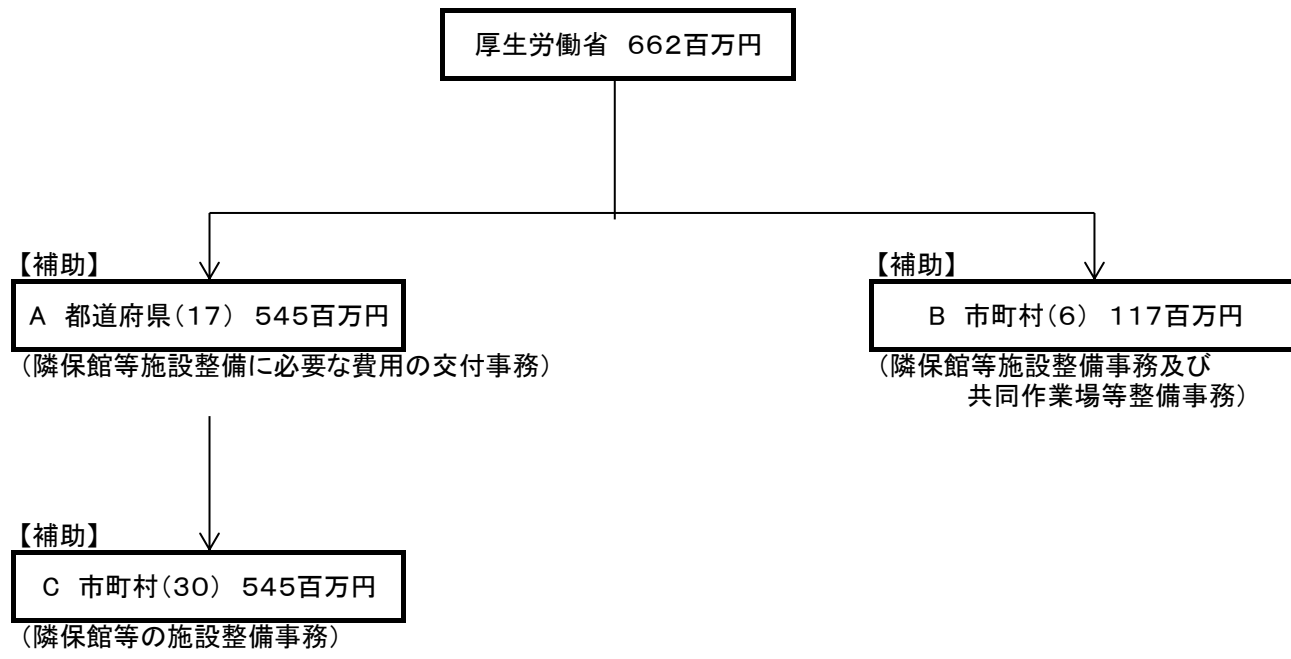 厚生労働省 662百万円
【補助】
A 都道府県(17) 545百万円
(隣保館等施設整備に必要な費用の交付事務)
【補助】
B 市町村(6) 117百万円
(隣保館等施設整備事務及び
共同作業場等整備事務)
【補助】
C 市町村(30) 545百万円
(隣保館等の施設整備事務)